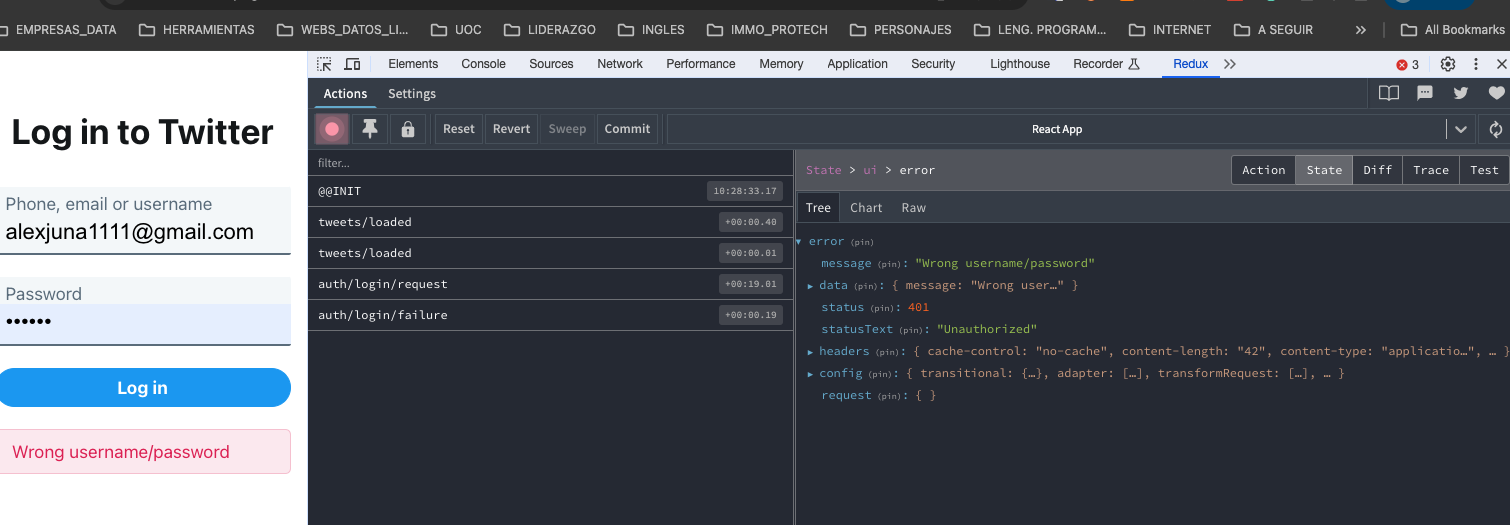 EMPRESAS_DATA HERRAMIENTAS WEBS_DATOS_LI... UOC LIDERAZGO INGLES IMMO_PROTECH PERSONAJES LENG. PROGRAM... INTERNET A SEGUIR » All Bookmarks
Elements Console Sources Network Performance Memory Application Security Lighthouse Recorder Redux » 3
Actions Settings
Reset Revert Sweep Commit React App
filter...
@@INIT 10:28:33.17
tweets/loaded +00:00.40
tweets/loaded +00:00.01
auth/login/request +00:19.01
auth/login/failure +00:00.19
State > ui > error Action State Diff Trace Test
Tree Chart Raw
error (pin)
message (pin): "Wrong username/password"
data (pin): { message: "Wrong user…" }
status (pin): 401
statusText (pin): "Unauthorized"
headers (pin): { cache-control: "no-cache", content-length: "42", content-type: "applicatio…", … }
config (pin): { transitional: {…}, adapter: […], transformRequest: […], … }
request (pin): { }
Log in to Twitter
Phone, email or username
alexjuna1111@gmail.com
Password
••••••
Log in
Wrong username/password